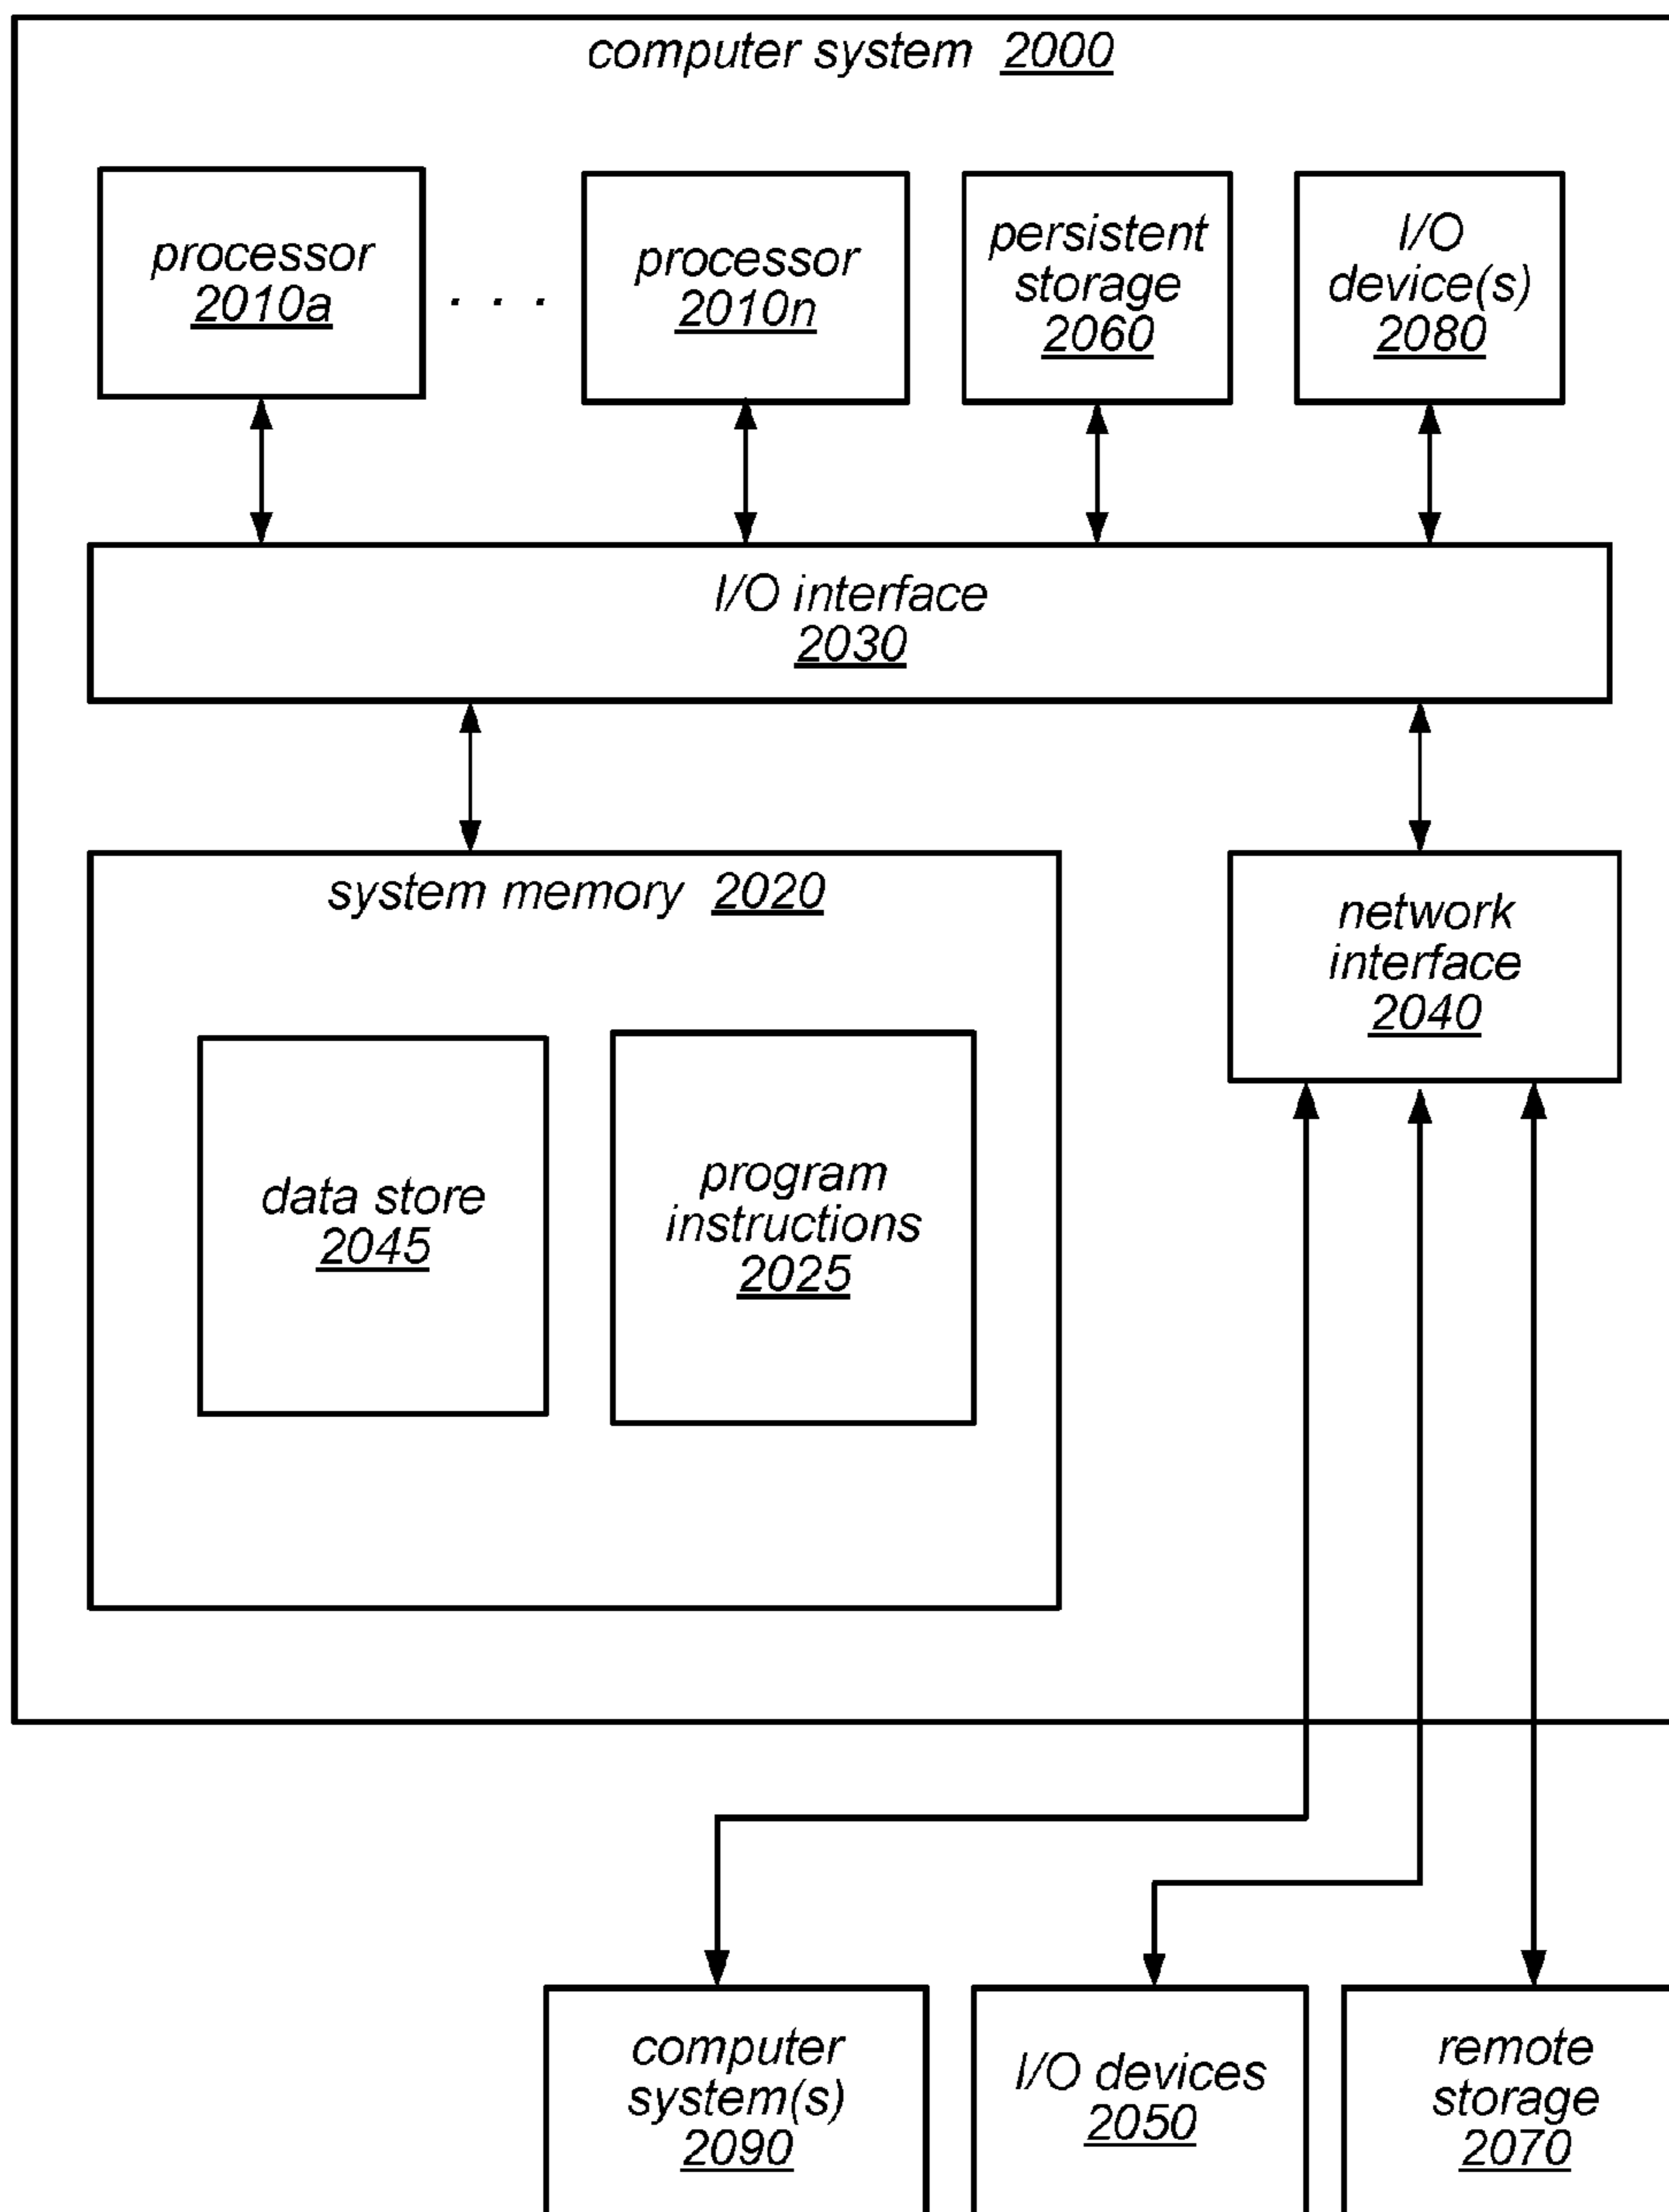 computer system 2000
processor
2010a
. . .
processor
2010n
persistent
storage
2060
I/O
device(s)
2080
I/O interface
2030
system memory 2020
network
interface
2040
data store
2045
program
instructions
2025
computer
system(s)
2090
I/O devices
2050
remote
storage
2070